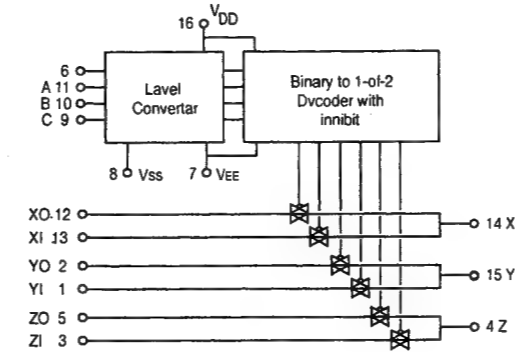 16 VDD
6
A 11
B 10
C 9
Lavel
Convertar
Binary to 1-of-2
Dvcoder with
innibit
8 VSS
7 VEE
XO.12
XI .13
YO 2
YI 1
ZO 5
ZI 3
14 X
15 Y
4 Z